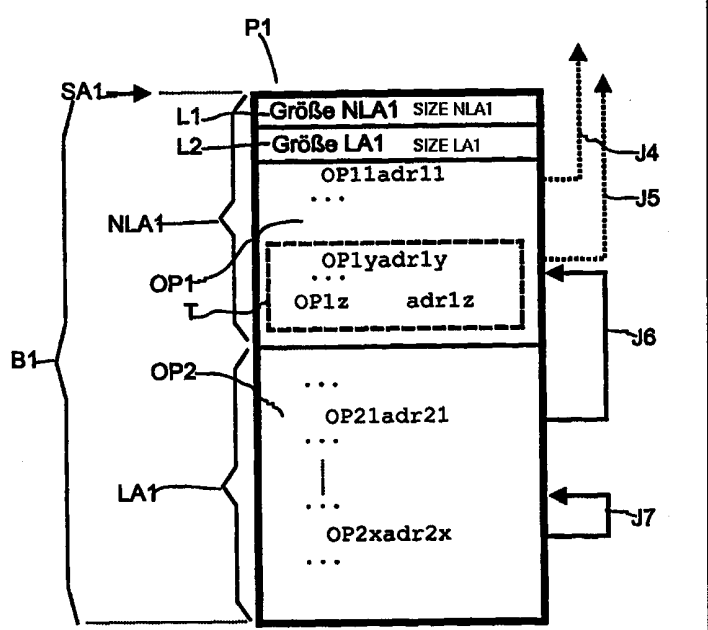 P1
SA1
L1 Größe NLA1 SIZE NLA1
L2 Größe LA1 SIZE LA1
J4
OP11adr11
...
J5
NLA1
OP1yadr1y
...
OP1
OP1z adr1z
T
J6
B1
OP2
...
OP21adr21
...
LA1
...
J7
OP2xadr2x
...